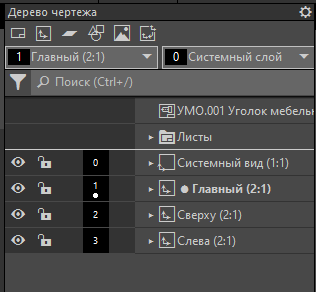 Дерево чертежа
1 Главный (2:1) 0 Системный слой
Поиск (Ctrl+/)
УМО.001 Уголок мебельн
Листы
0 Системный вид (1:1)
1 Главный (2:1)
2 Сверху (2:1)
3 Слева (2:1)